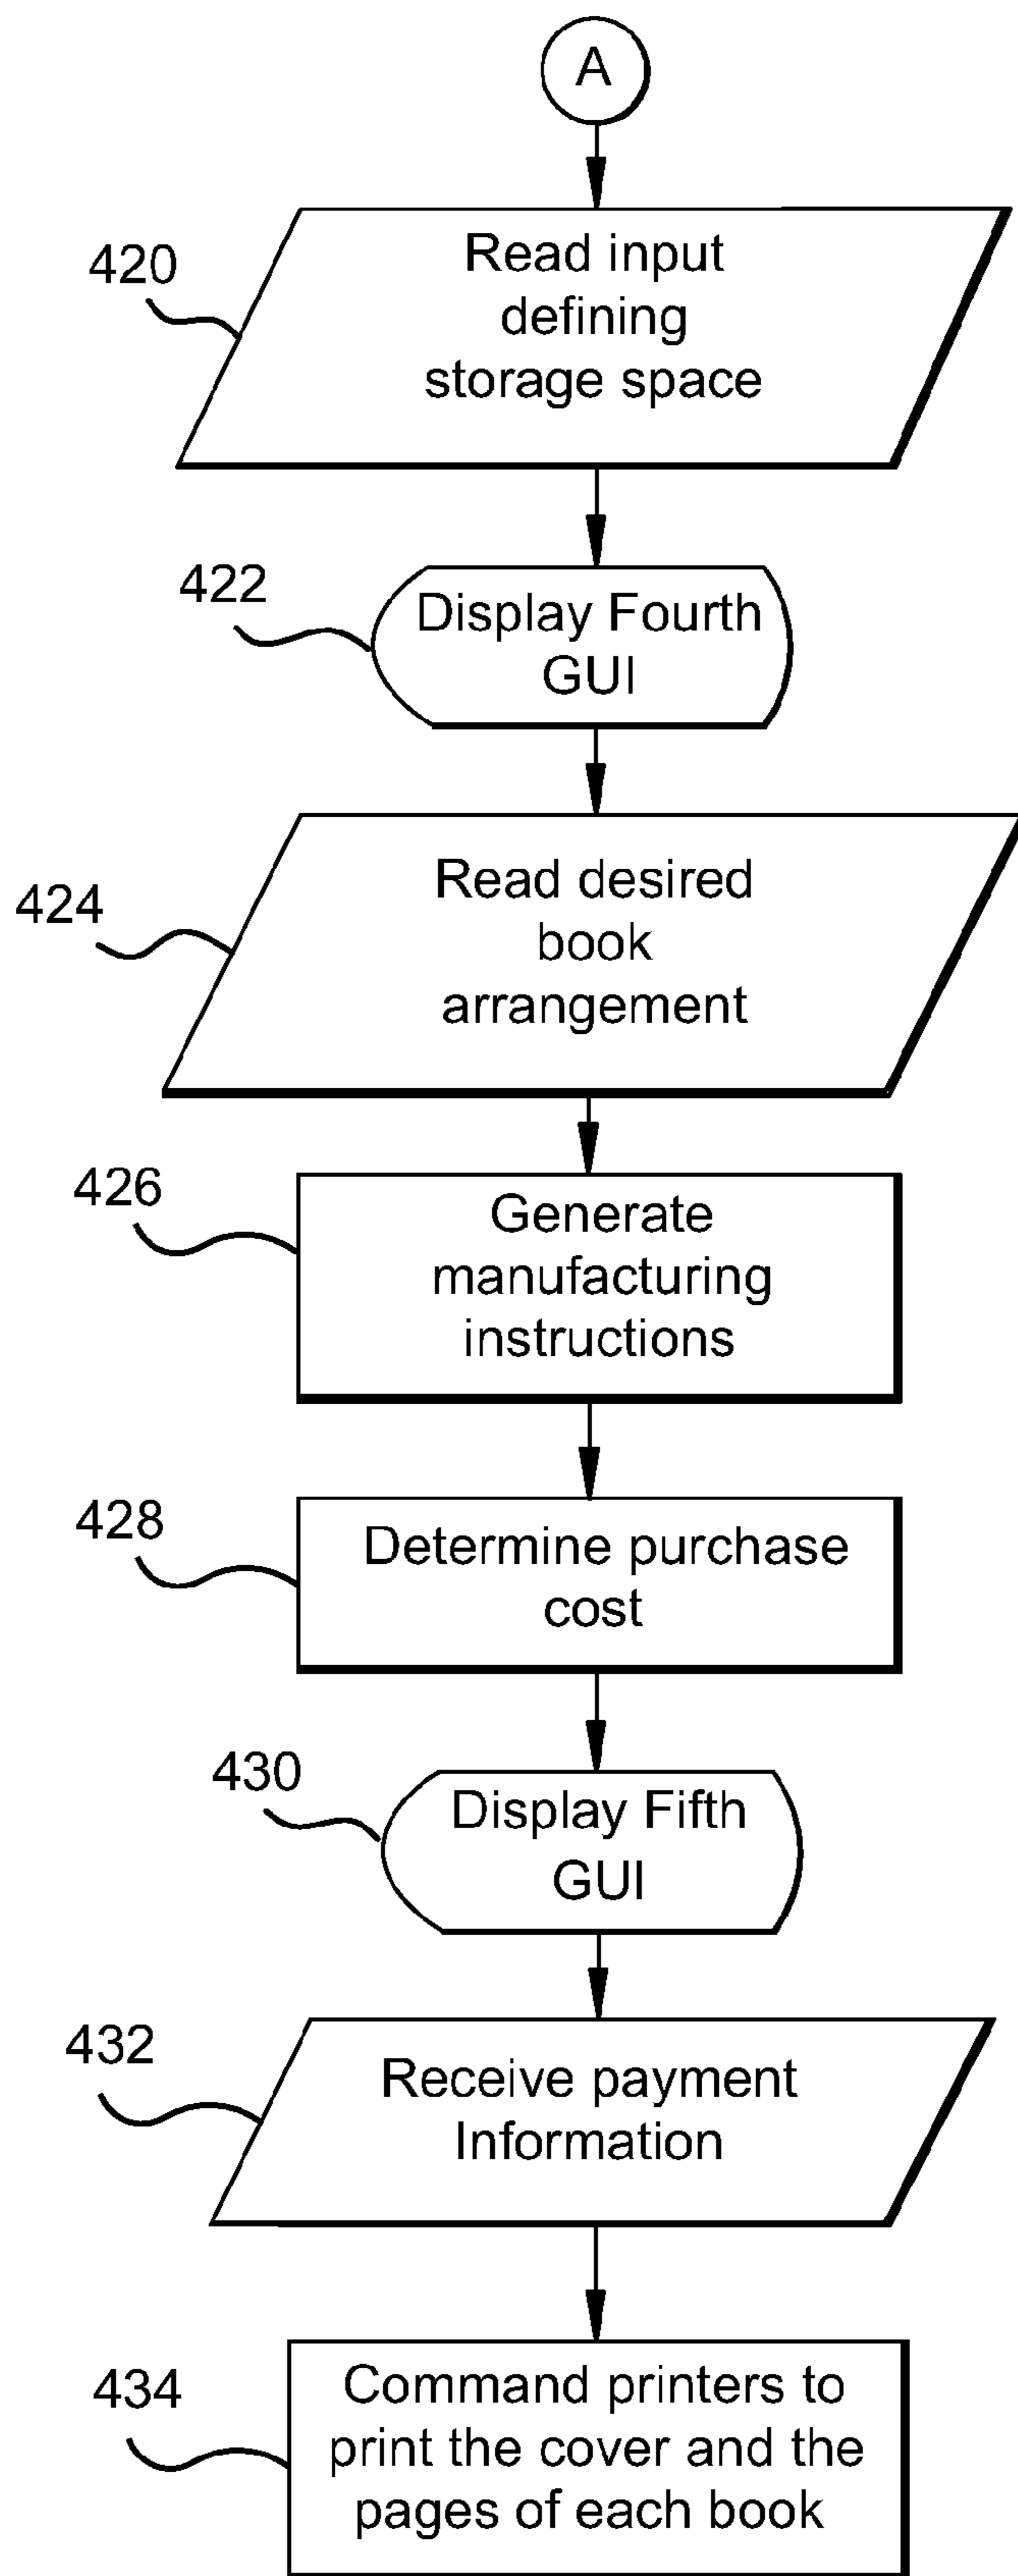 A
420
Read input
defining
storage space
422
Display Fourth
GUI
424
Read desired
book
arrangement
426
Generate
manufacturing
instructions
428
Determine purchase
cost
430
Display Fifth
GUI
432
Receive payment
Information
434
Command printers to
print the cover and the
pages of each book